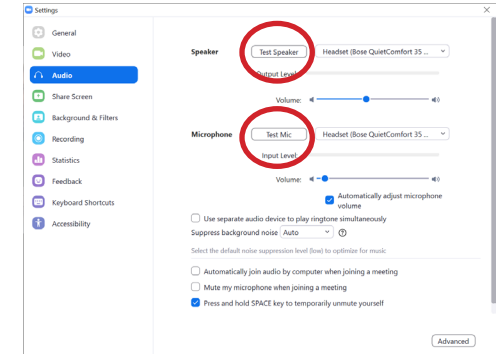 Settings
General
Video
Audio
Share Screen
Background & Filters
Recording
Statistics
Feedback
Keyboard Shortcuts
Accessibility
Speaker Test Speaker Headset (Bose QuietComfort 35 ...
Output Level:
Volume:
Microphone Test Mic Headset (Bose QuietComfort 35 ...
Input Level:
Volume:
Automatically adjust microphone
volume
Use separate audio device to play ringtone simultaneously
Suppress background noise Auto
Select the default noise suppression level (low) to optimize for music
Automatically join audio by computer when joining a meeting
Mute my microphone when joining a meeting
Press and hold SPACE key to temporarily unmute yourself
Advanced